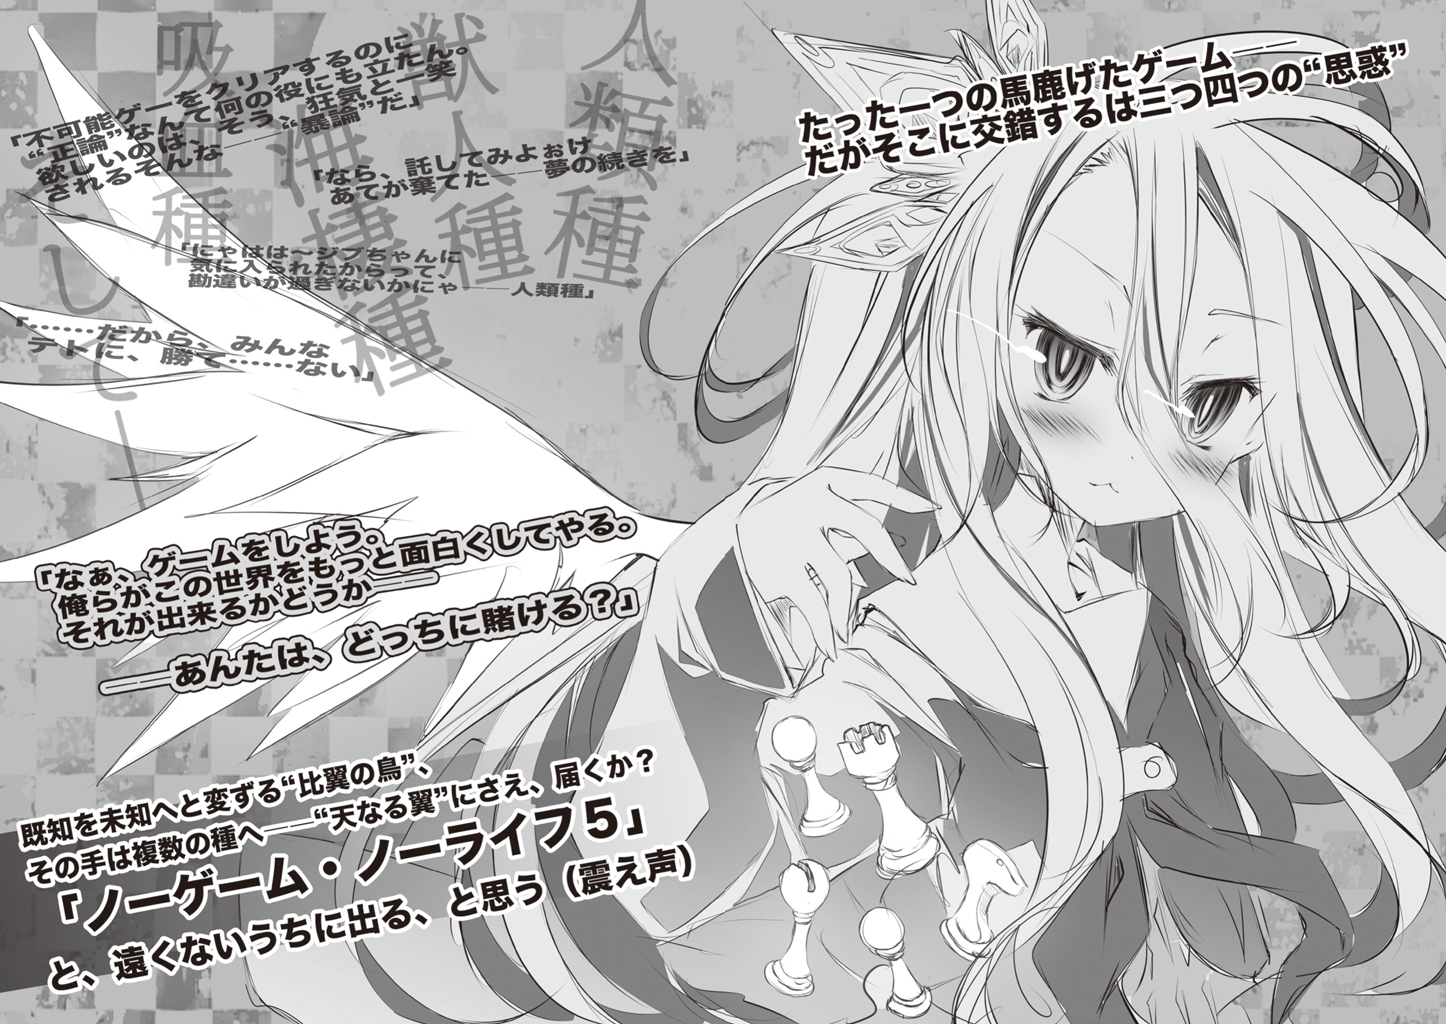 たった一つの馬鹿げたゲーム——
だがそこに交錯するは三つ四つの“思惑”
人類種
獣人種
海棲種
吸血種
そして——
「不可能ゲーをクリアするのに
“正論”なんて何の役にも立たん。
欲しいのは、狂気と一笑
されるそんな——“暴論”だ」
「なら、託してみよぉけ
あてが棄てた——夢の続きを」
「にゃはは～ジブちゃんに
気に入られたからって、
勘違いが過ぎないかにゃ——人類種」
「……だから、みんな
テトに、勝て……ない」
「なぁ、ゲームをしよう。
俺らがこの世界をもっと面白くしてやる。
それが出来るかどうか——
——あんたは、どっちに賭ける？」
既知を未知へと変ずる“比翼の鳥”、
その手は複数の種へ——“天なる翼”にさえ、届くか？
「ノーゲーム・ノーライフ5」
と、遠くないうちに出る、と思う（震え声）